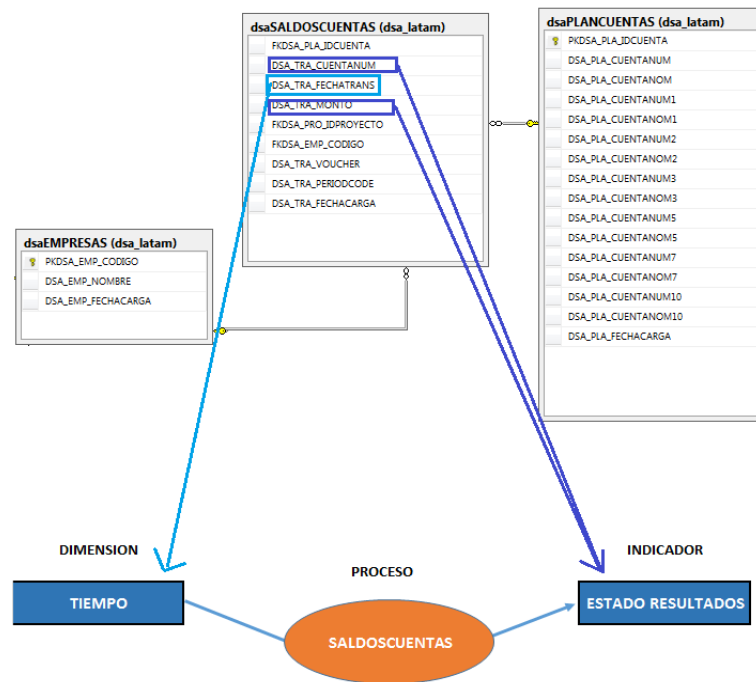 dsaSALDOSCUENTAS (dsa_latam)
FKDSA_PLA_IDCUENTA
DSA_TRA_CUENTANUM
DSA_TRA_FECHATRANS
DSA_TRA_MONTO
FKDSA_PRO_IDPROYECTO
FKDSA_EMP_CODIGO
DSA_TRA_VOUCHER
DSA_TRA_PERIODCODE
DSA_TRA_FECHACARGA
dsaPLANCUENTAS (dsa_latam)
PKDSA_PLA_IDCUENTA
DSA_PLA_CUENTANUM
DSA_PLA_CUENTANOM
DSA_PLA_CUENTANUM1
DSA_PLA_CUENTANOM1
DSA_PLA_CUENTANUM2
DSA_PLA_CUENTANOM2
DSA_PLA_CUENTANUM3
DSA_PLA_CUENTANOM3
DSA_PLA_CUENTANUM5
DSA_PLA_CUENTANOM5
DSA_PLA_CUENTANUM7
DSA_PLA_CUENTANOM7
DSA_PLA_CUENTANUM10
DSA_PLA_CUENTANOM10
DSA_PLA_FECHACARGA
dsaEMPRESAS (dsa_latam)
PKDSA_EMP_CODIGO
DSA_EMP_NOMBRE
DSA_EMP_FECHACARGA
DIMENSION
PROCESO
INDICADOR
TIEMPO
SALDOSCUENTAS
ESTADO RESULTADOS